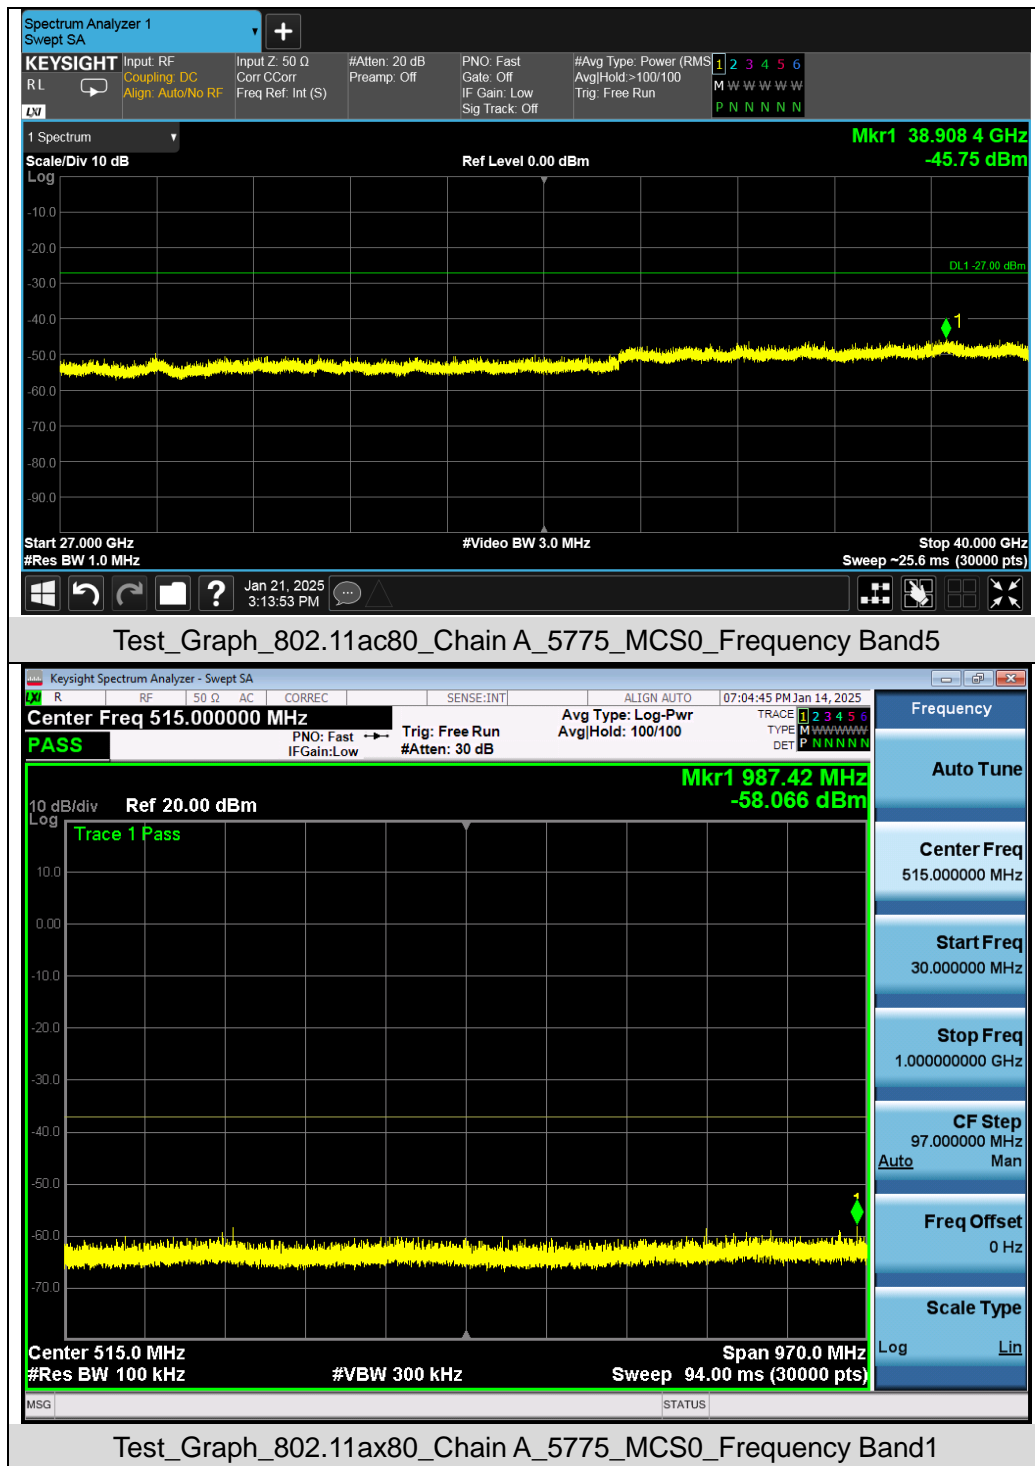 Spectrum Analyzer 1
Swept SA
KEYSIGHT
R L
LXI
Input: RF
Coupling: DC
Align: Auto/No RF
Input Z: 50 Ω
Corr CCorr
Freq Ref: Int (S)
#Atten: 20 dB
Preamp: Off
PNO: Fast
Gate: Off
IF Gain: Low
Sig Track: Off
#Avg Type: Power (RMS
Avg|Hold:>100/100
Trig: Free Run
1 2 3 4 5 6
M W W W W W
P N N N N N
1 Spectrum
Mkr1 38.908 4 GHz
Scale/Div 10 dB
Ref Level 0.00 dBm
-45.75 dBm
Log
-10.0
-20.0
DL1 -27.00 dBm
-30.0
-40.0
1
-50.0
-60.0
-70.0
-80.0
-90.0
Start 27.000 GHz
#Video BW 3.0 MHz
Stop 40.000 GHz
#Res BW 1.0 MHz
Sweep ~25.6 ms (30000 pts)
?
Jan 21, 2025
3:13:53 PM
Test_Graph_802.11ac80_Chain A_5775_MCS0_Frequency Band5
Keysight Spectrum Analyzer - Swept SA
LXI R RF 50 Ω AC CORREC SENSE:INT ALIGN AUTO 07:04:45 PM Jan 14, 2025
Center Freq 515.000000 MHz
PASS
PNO: Fast
IFGain:Low
Trig: Free Run
#Atten: 30 dB
Avg Type: Log-Pwr
Avg|Hold: 100/100
TRACE 1 2 3 4 5 6
TYPE M WWWWW
DET P N N N N N
Mkr1 987.42 MHz
-58.066 dBm
10 dB/div
Log
Ref 20.00 dBm
Trace 1 Pass
10.0
0.00
-10.0
-20.0
-30.0
-40.0
-50.0
1
-60.0
-70.0
Center 515.0 MHz
Span 970.0 MHz
#Res BW 100 kHz
#VBW 300 kHz
Sweep 94.00 ms (30000 pts)
MSG
STATUS
Frequency
Auto Tune
Center Freq
515.000000 MHz
Start Freq
30.000000 MHz
Stop Freq
1.000000000 GHz
CF Step
97.000000 MHz
Auto Man
Freq Offset
0 Hz
Scale Type
Log Lin
Test_Graph_802.11ax80_Chain A_5775_MCS0_Frequency Band1